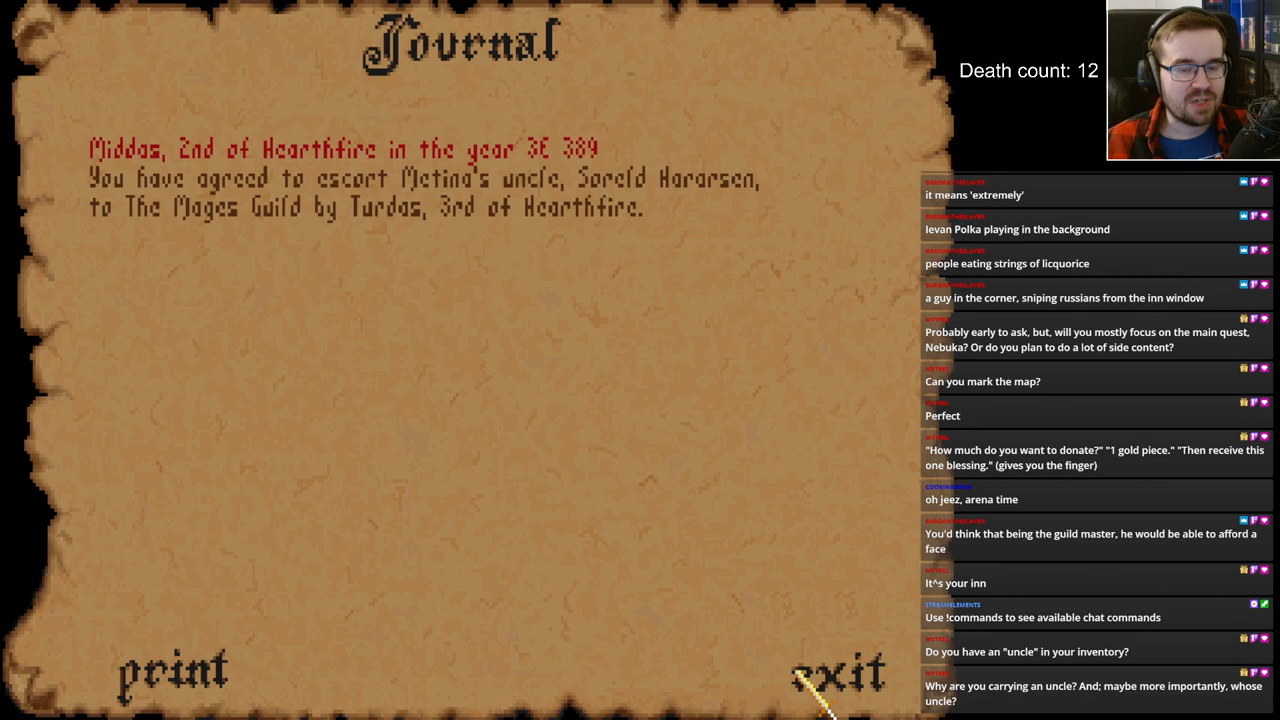 Journal
Death count: 12
Middas, 2nd of Hearthfire in the year 3E 389
You have agreed to escort Metina's uncle, Soreld Hararsen,
to The Mages Guild by Turdas, 3rd of Hearthfire.
print
exit
it means 'extremely'
Ievan Polka playing in the background
people eating strings of licquorice
a guy in the corner, sniping russians from the inn window
Probably early to ask, but, will you mostly focus on the main quest,
Nebuka? Or do you plan to do a lot of side content?
Can you mark the map?
Perfect
"How much do you want to donate?" "1 gold piece." "Then receive this
one blessing." (gives you the finger)
oh jeez, arena time
You'd think that being the guild master, he would be able to afford a
face
It^s your inn
STREAMELEMENTS
Use !commands to see available chat commands
Do you have an "uncle" in your inventory?
Why are you carrying an uncle? And; maybe more importantly, whose
uncle?